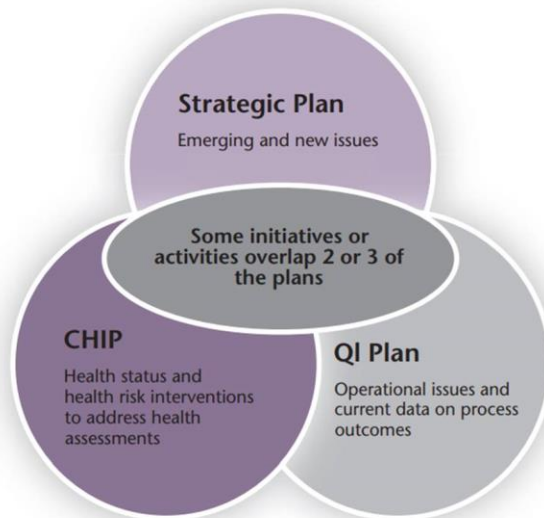 Strategic Plan
Emerging and new issues
Some initiatives or
activities overlap 2 or 3 of
the plans
CHIP
Health status and
health risk interventions
to address health
assessments
QI Plan
Operational issues and
current data on process
outcomes